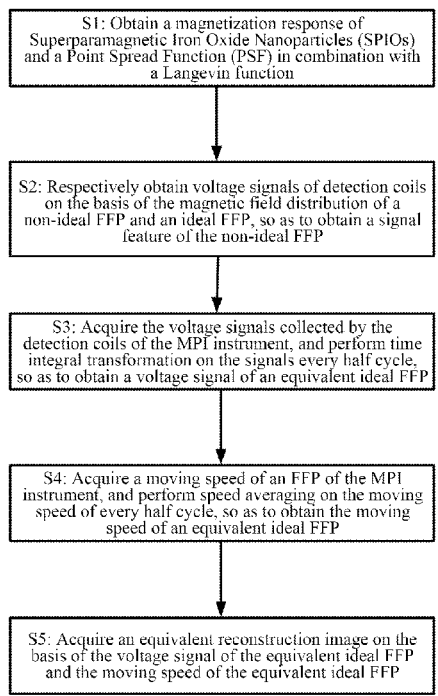 S1: Obtain a magnetization response of
Superparamagnetic Iron Oxide Nanoparticles (SPIOs)
and a Point Spread Function (PSF) in combination with
a Langevin function
S2: Respectively obtain voltage signals of detection coils
on the basis of the magnetic field distribution of a
non-ideal FFP and an ideal FFP, so as to obtain a signal
feature of the non-ideal FFP
S3: Acquire the voltage signals collected by the
detection coils of the MPI instrument, and perform time
integral transformation on the signals every half cycle,
so as to obtain a voltage signal of an equivalent ideal FFP
S4: Acquire a moving speed of an FFP of the MPI
instrument, and perform speed averaging on the moving
speed of every half cycle, so as to obtain the moving
speed of an equivalent ideal FFP
S5: Acquire an equivalent reconstruction image on the
basis of the voltage signal of the equivalent ideal FFP
and the moving speed of the equivalent ideal FFP